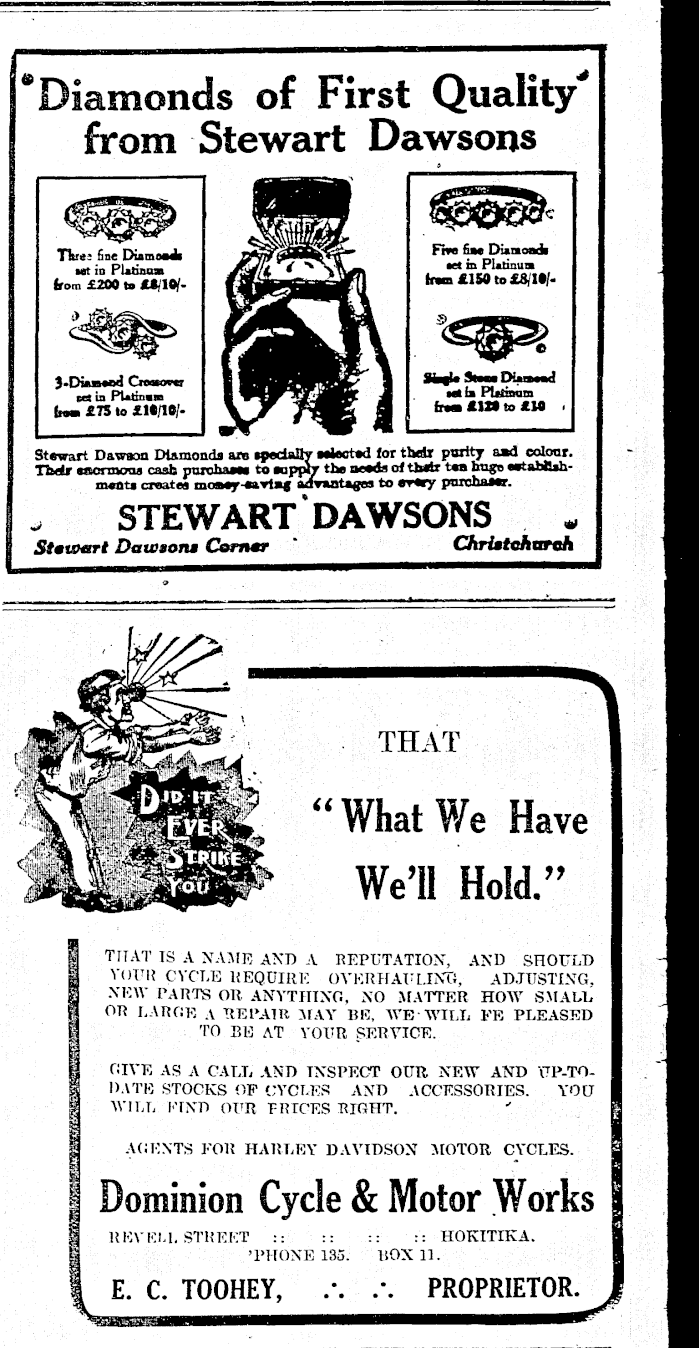 Diamonds of First Quality
from Stewart Dawsons
Three fine Diamonds
set in Platinum
from £200 to £8/10/-
3-Diamond Crossover
set in Platinum
from £75 to £10/10/-
Five fine Diamonds
set in Platinum
from £150 to £8/10/-
Single Stone Diamond
set in Platinum
from £120 to £10
Stewart Dawson Diamonds are specially selected for their purity and colour.
Their enormous cash purchases to supply the needs of their ten huge establish-
ments creates money-saving advantages to every purchaser.
STEWART DAWSONS
Stewart Dawsons Corner Christchurch
DID IT
EVER
STRIKE
YOU
THAT
"What We Have
We'll Hold."
THAT IS A NAME AND A REPUTATION, AND SHOULD
YOUR CYCLE REQUIRE OVERHAULING, ADJUSTING,
NEW PARTS OR ANYTHING, NO MATTER HOW SMALL
OR LARGE A REPAIR MAY BE, WE WILL FE PLEASED
TO BE AT YOUR SERVICE.
GIVE AS A CALL AND INSPECT OUR NEW AND UP-TO-
DATE STOCKS OF CYCLES AND ACCESSORIES. YOU
WILL FIND OUR PRICES RIGHT.
AGENTS FOR HARLEY DAVIDSON MOTOR CYCLES.
Dominion Cycle & Motor Works
REVELL STREET :: :: :: :: HOKITIKA.
'PHONE 135. BOX 11.
E. C. TOOHEY, ∴ ∴ PROPRIETOR.